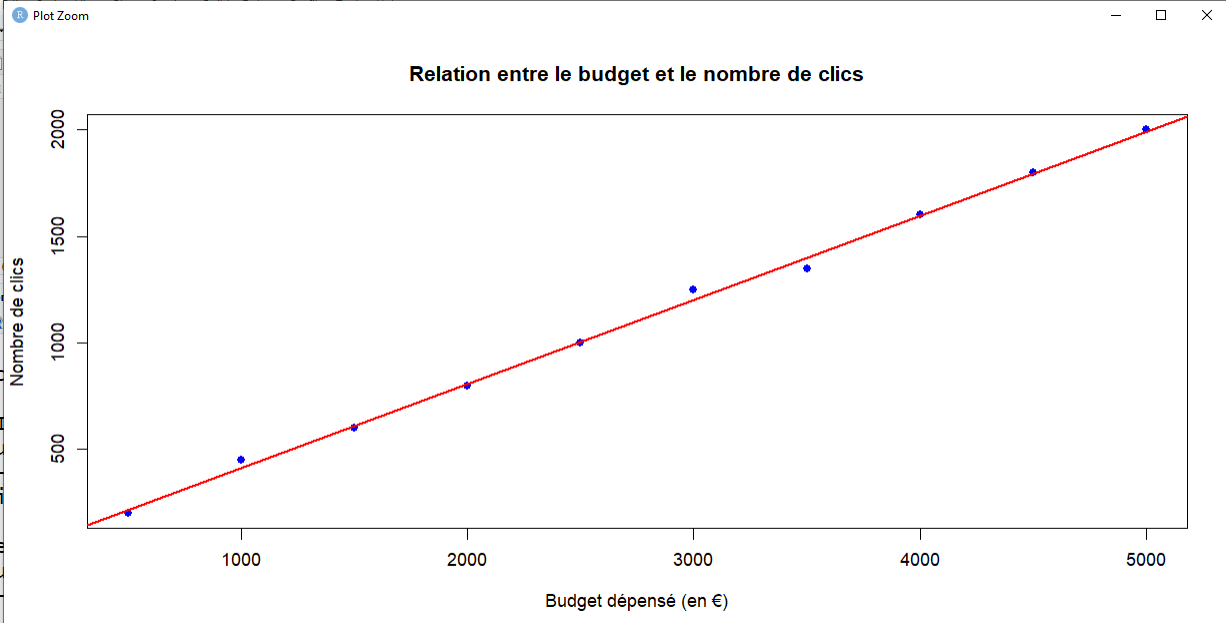 R Plot Zoom
Relation entre le budget et le nombre de clics
2000
1500
1000
500
Nombre de clics
1000 2000 3000 4000 5000
Budget dépensé (en €)